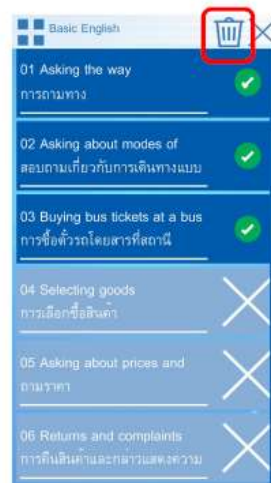 Basic English
01 Asking the way
การถามทาง
02 Asking about modes of
สอบถามเกี่ยวกับการเดินทางแบบ
03 Buying bus tickets at a bus
การซื้อตั๋วรถโดยสารที่สถานี
04 Selecting goods
การเลือกซื้อสินค้า
05 Asking about prices and
ถามราคา
06 Returns and complaints
การคืนสินค้าและกล่าวแสดงความ